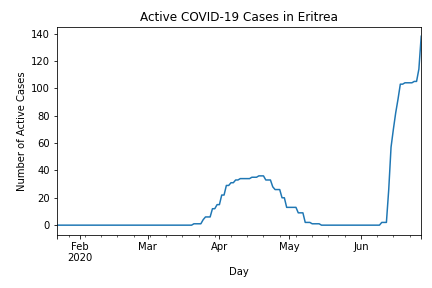 Active COVID-19 Cases in Eritrea
140
120
100
80
60
40
20
0
Number of Active Cases
Feb Mar Apr May Jun
2020
Day